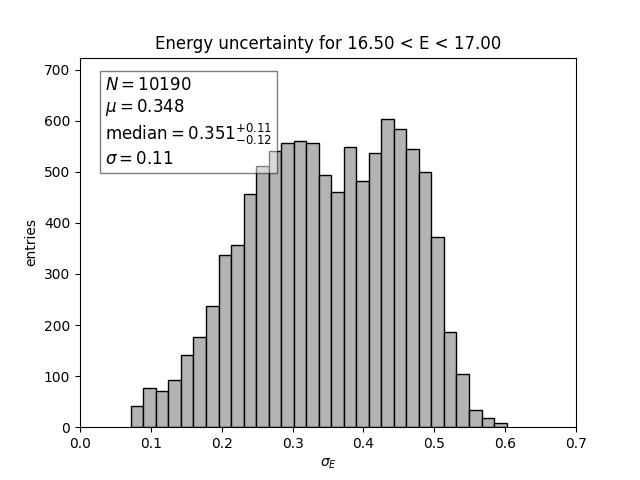 Energy uncertainty for 16.50 < E < 17.00
N = 10190
μ = 0.348
median = 0.351^{+0.11}_{−0.12}
σ = 0.11
entries
700
600
500
400
300
200
100
0
0.0 0.1 0.2 0.3 0.4 0.5 0.6 0.7
σ_E